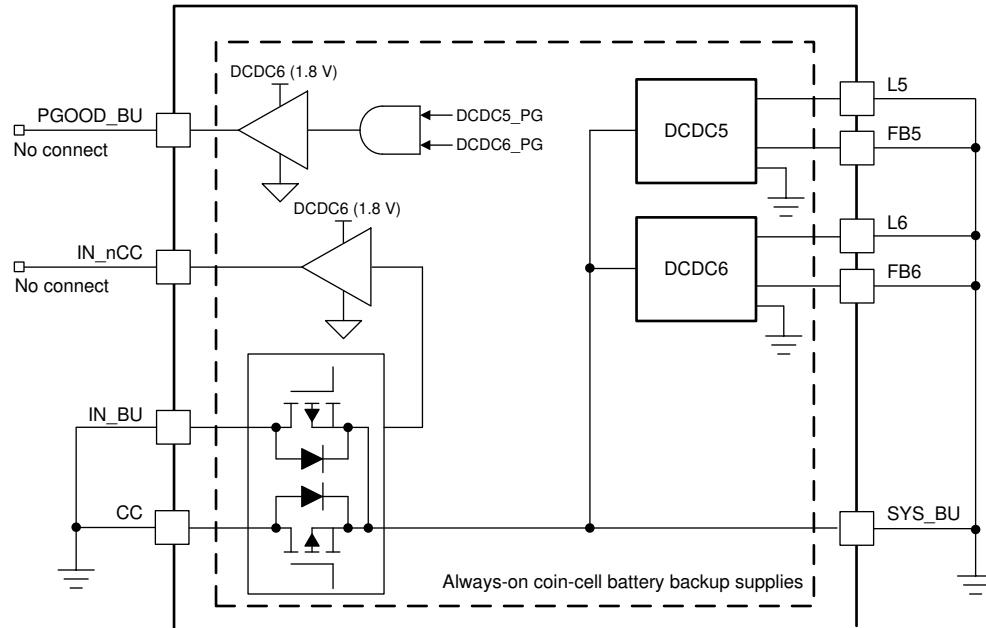 DCDC6 (1.8 V)
PGOOD_BU
No connect
DCDC5_PG
DCDC6_PG
DCDC5
L5
FB5
DCDC6 (1.8 V)
IN_nCC
No connect
DCDC6
L6
FB6
IN_BU
CC
SYS_BU
Always-on coin-cell battery backup supplies